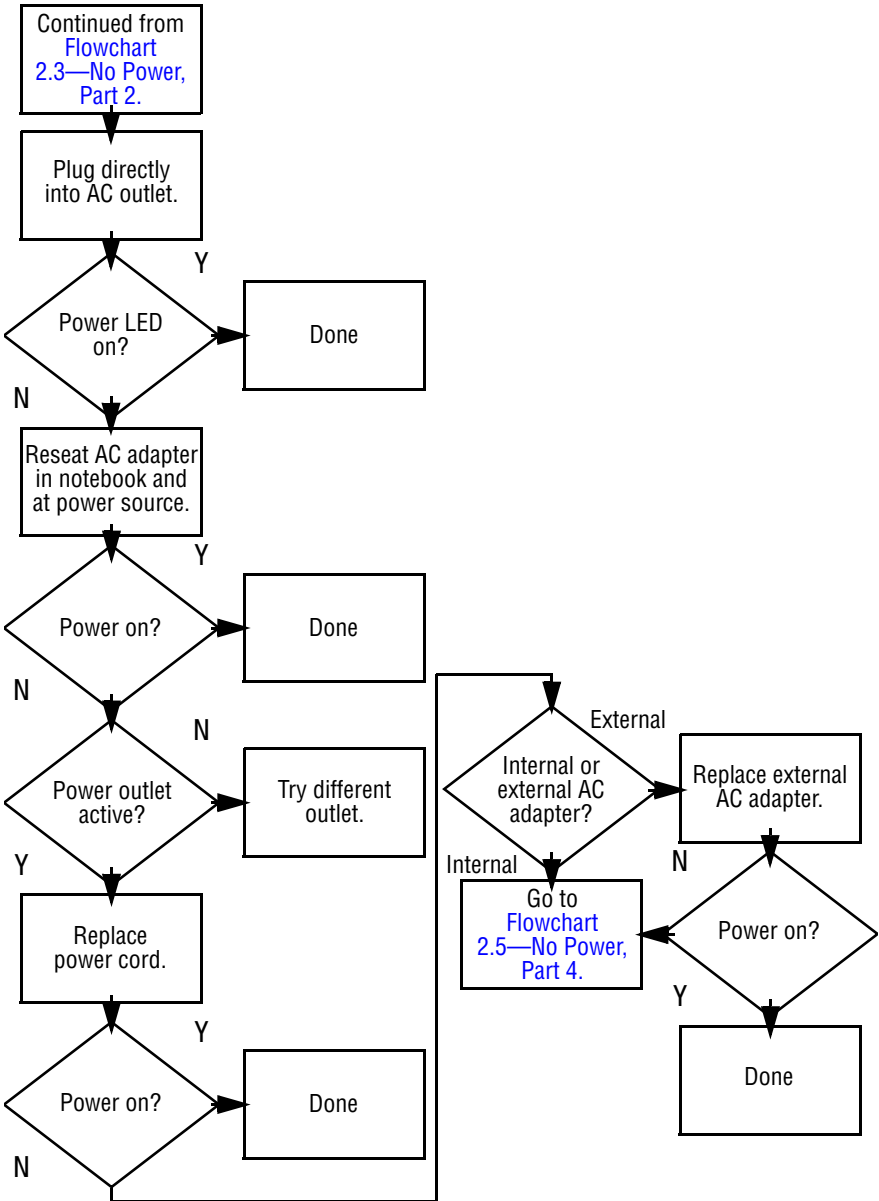 Continued from
Flowchart
2.3—No Power,
Part 2.
Plug directly
into AC outlet.
Y
Power LED
on?
Done
N
Reseat AC adapter
in notebook and
at power source.
Y
Power on?
Done
N
N
Power outlet
active?
Try different
outlet.
Y
Replace
power cord.
Y
Power on?
Done
N
External
Internal or
external AC
adapter?
Replace external
AC adapter.
Internal
N
Go to
Flowchart
2.5—No Power,
Part 4.
Power on?
Y
Done